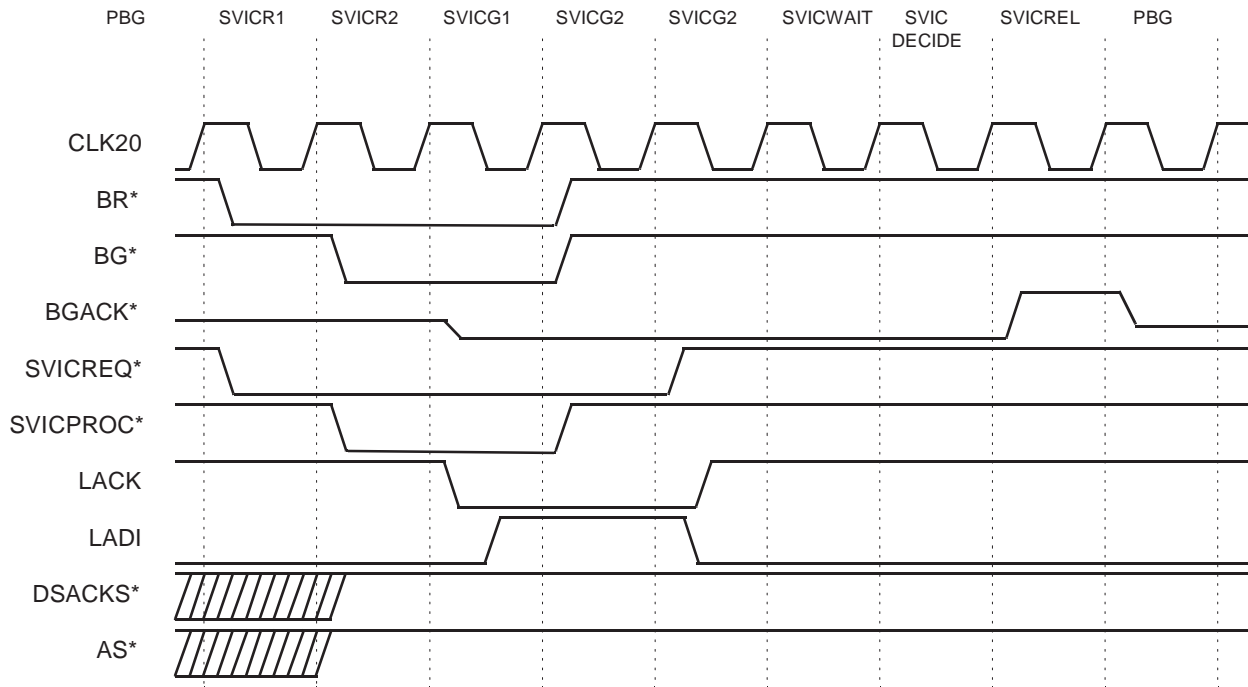 PBG SVICR1 SVICR2 SVICG1 SVICG2 SVICG2 SVICWAIT SVIC DECIDE SVICREL PBG
CLK20
BR*
BG*
BGACK*
SVICREQ*
SVICPROC*
LACK
LADI
DSACKS*
AS*